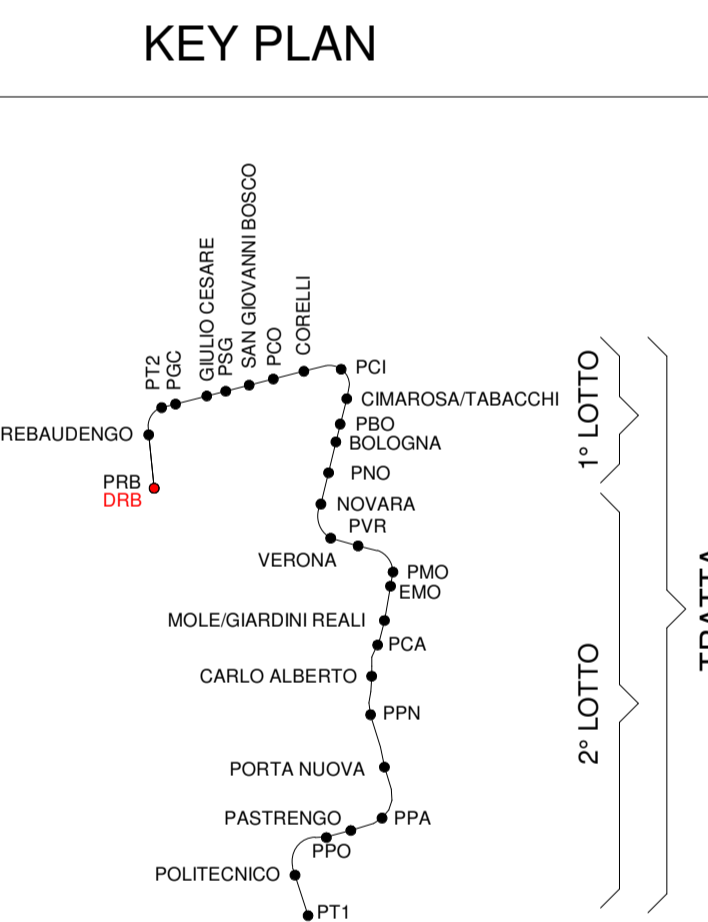 KEY PLAN
PT2
PGC
GIULIO CESARE
PSG
SAN GIOVANNI BOSCO
PCO
CORELLI
PCI
CIMAROSA/TABACCHI
REBAUDENGO
PBO
BOLOGNA
PRB
DRB
PNO
NOVARA
PVR
VERONA
PMO
EMO
MOLE/GIARDINI REALI
PCA
CARLO ALBERTO
PPN
PORTA NUOVA
PASTRENGO
PPA
PPO
POLITECNICO
PT1
1° LOTTO
2° LOTTO
TRATTA